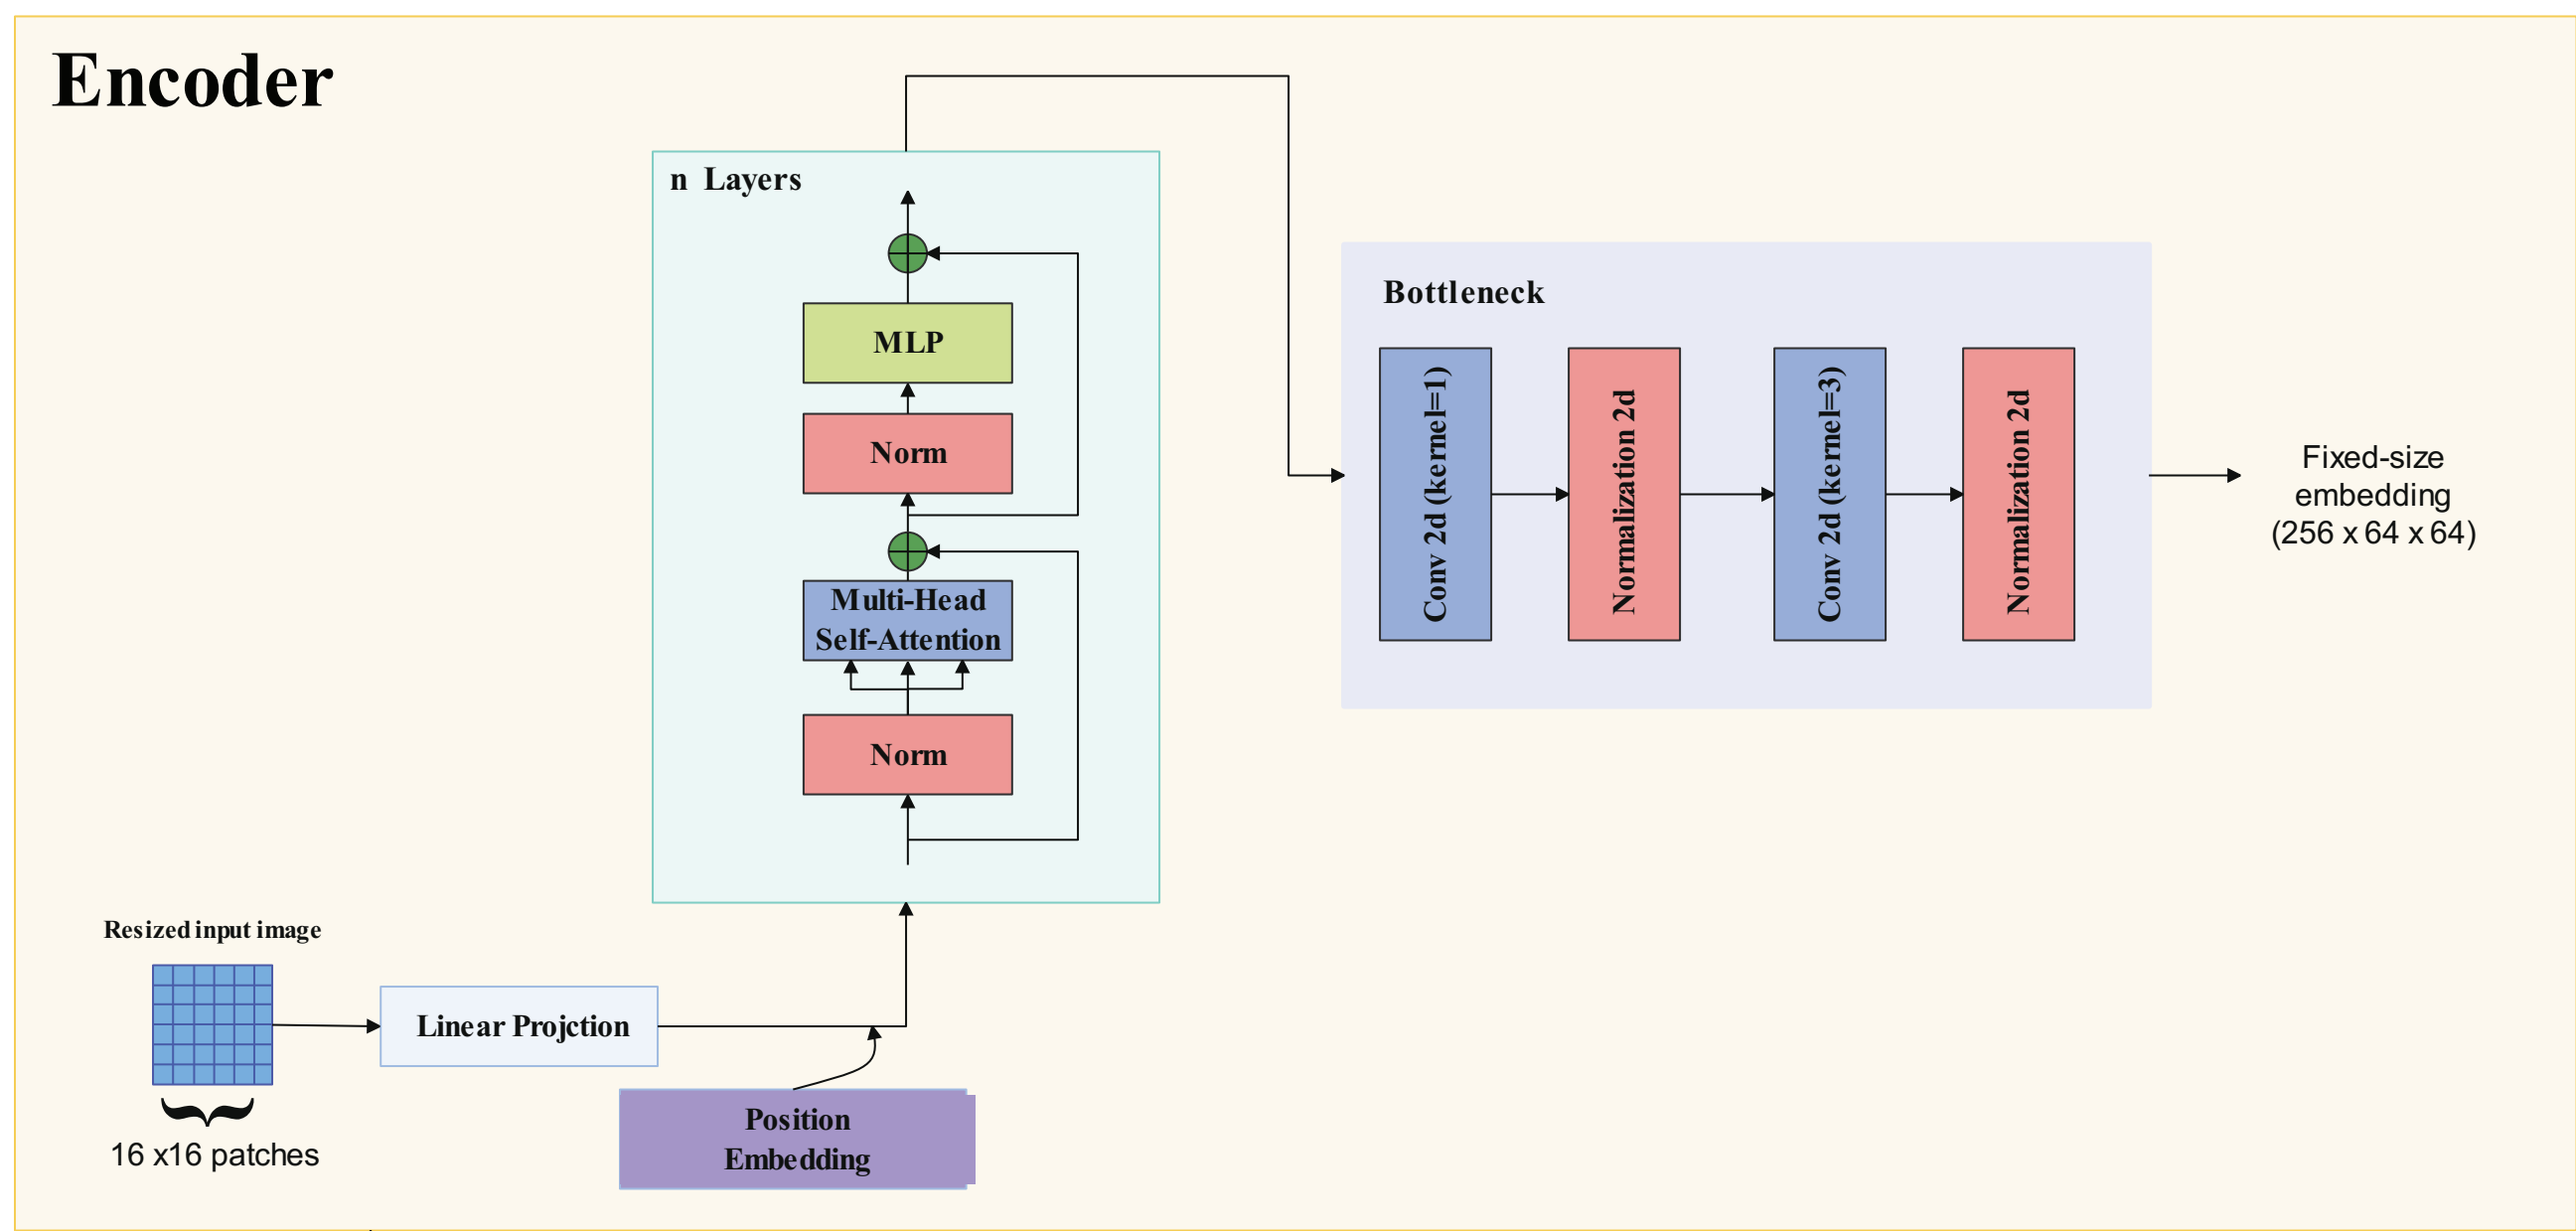 Encoder
n Layers
MLP
Norm
Multi-Head
Self-Attention
Norm
Bottleneck
Conv 2d (kernel=1)
Normalization 2d
Conv 2d (kernel=3)
Normalization 2d
Fixed-size
embedding
(256 x 64 x 64)
Resized input image
16 x16 patches
Linear Projction
Position
Embedding